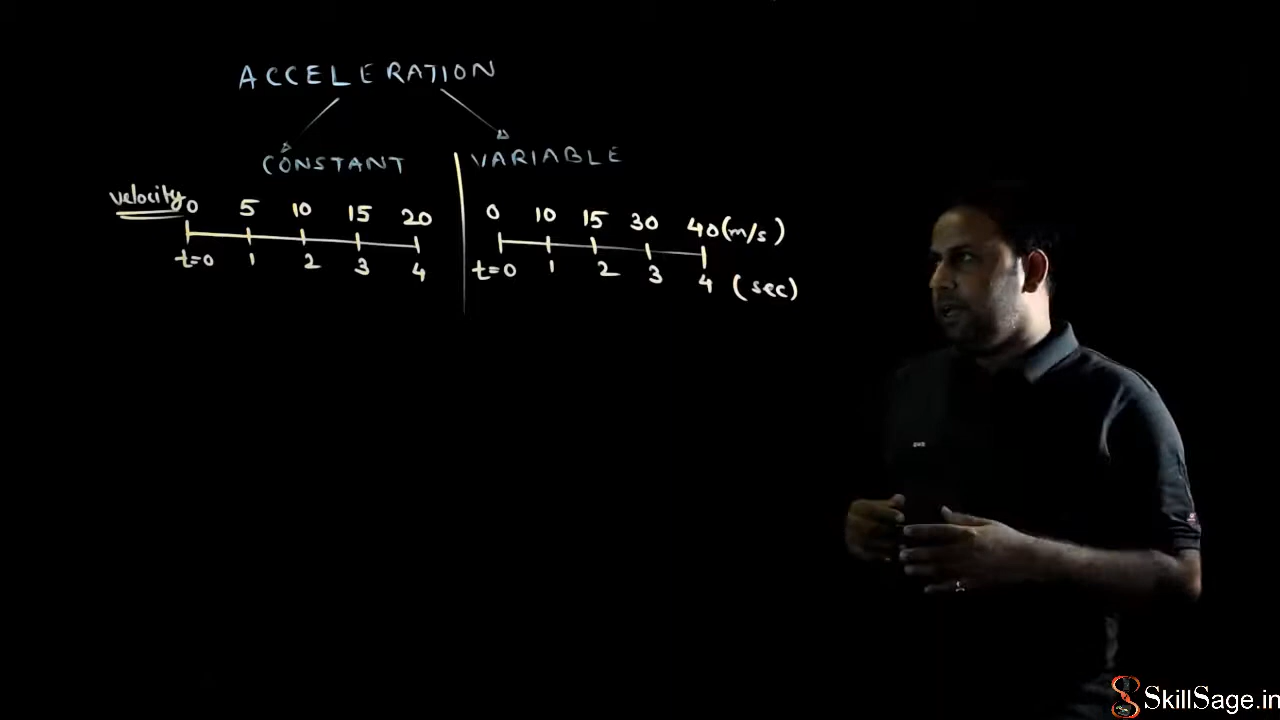 ACCELERATION
CONSTANT VARIABLE
velocity 0 5 10 15 20 0 10 15 30 40 (m/s)
t=0 1 2 3 4 t=0 1 2 3 4 (sec)
SkillSage.in